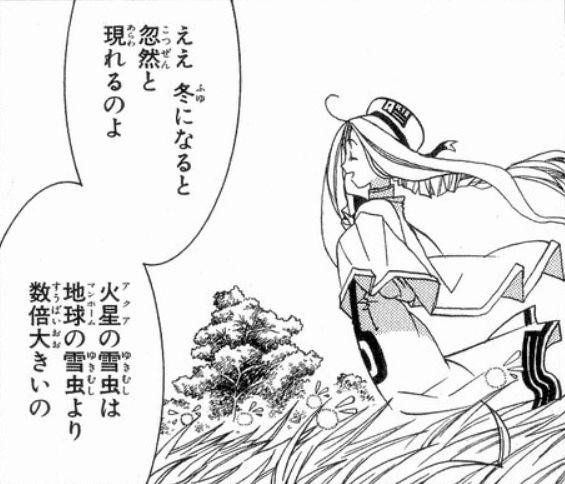 ええ 冬になると
忽然と
現れるのよ
火星の雪虫は
地球の雪虫より
数倍大きいの